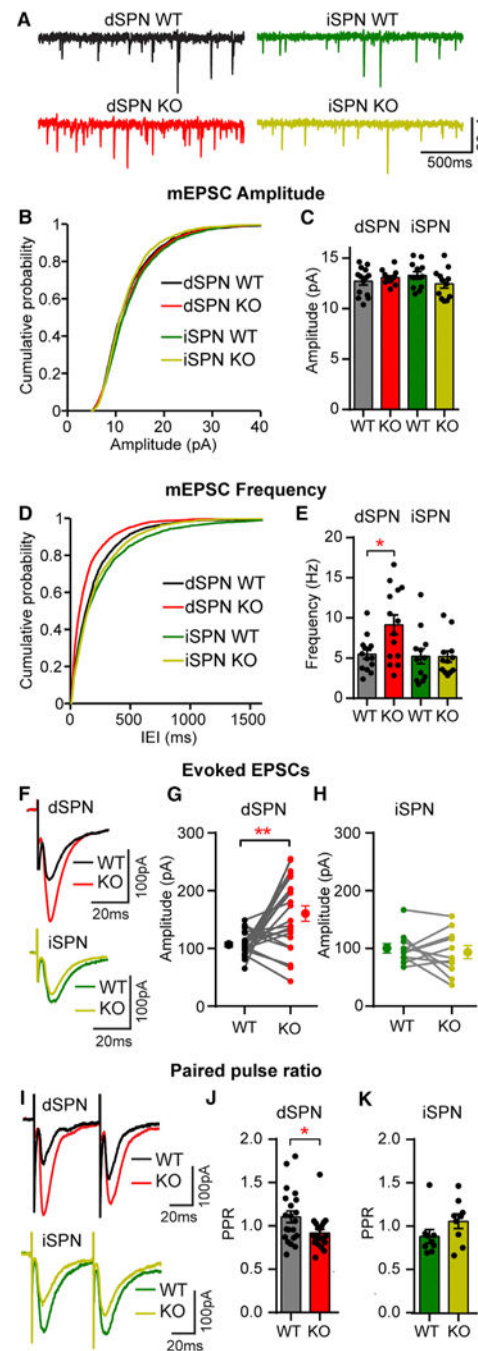 A
dSPN WT
iSPN WT
dSPN KO
iSPN KO
500ms
mEPSC Amplitude
B
Cumulative probability
1
0.8
0.6
0.4
0.2
0
dSPN WT
dSPN KO
iSPN WT
iSPN KO
0 10 20 30 40
Amplitude (pA)
C
dSPN iSPN
Amplitude (pA)
15
10
5
0
WT KO WT KO
mEPSC Frequency
D
Cumulative probability
1
0.8
0.6
0.4
0.2
0
dSPN WT
dSPN KO
iSPN WT
iSPN KO
0 500 1000 1500
IEI (ms)
E
dSPN iSPN
Frequency (Hz)
20
15
10
5
0
*
WT KO WT KO
Evoked EPSCs
F
WT
KO
100pA
20ms
iSPN
WT
KO
100pA
20ms
G
dSPN
Amplitude (pA)
300
200
100
0
**
WT KO
H
iSPN
Amplitude (pA)
300
200
100
0
WT KO
Paired pulse ratio
I
dSPN
WT
KO
100pA
20ms
iSPN
WT
KO
100pA
20ms
J
dSPN
PPR
2.0
1.5
1.0
0.5
0.0
*
WT KO
K
iSPN
PPR
2.0
1.5
1.0
0.5
0.0
WT KO